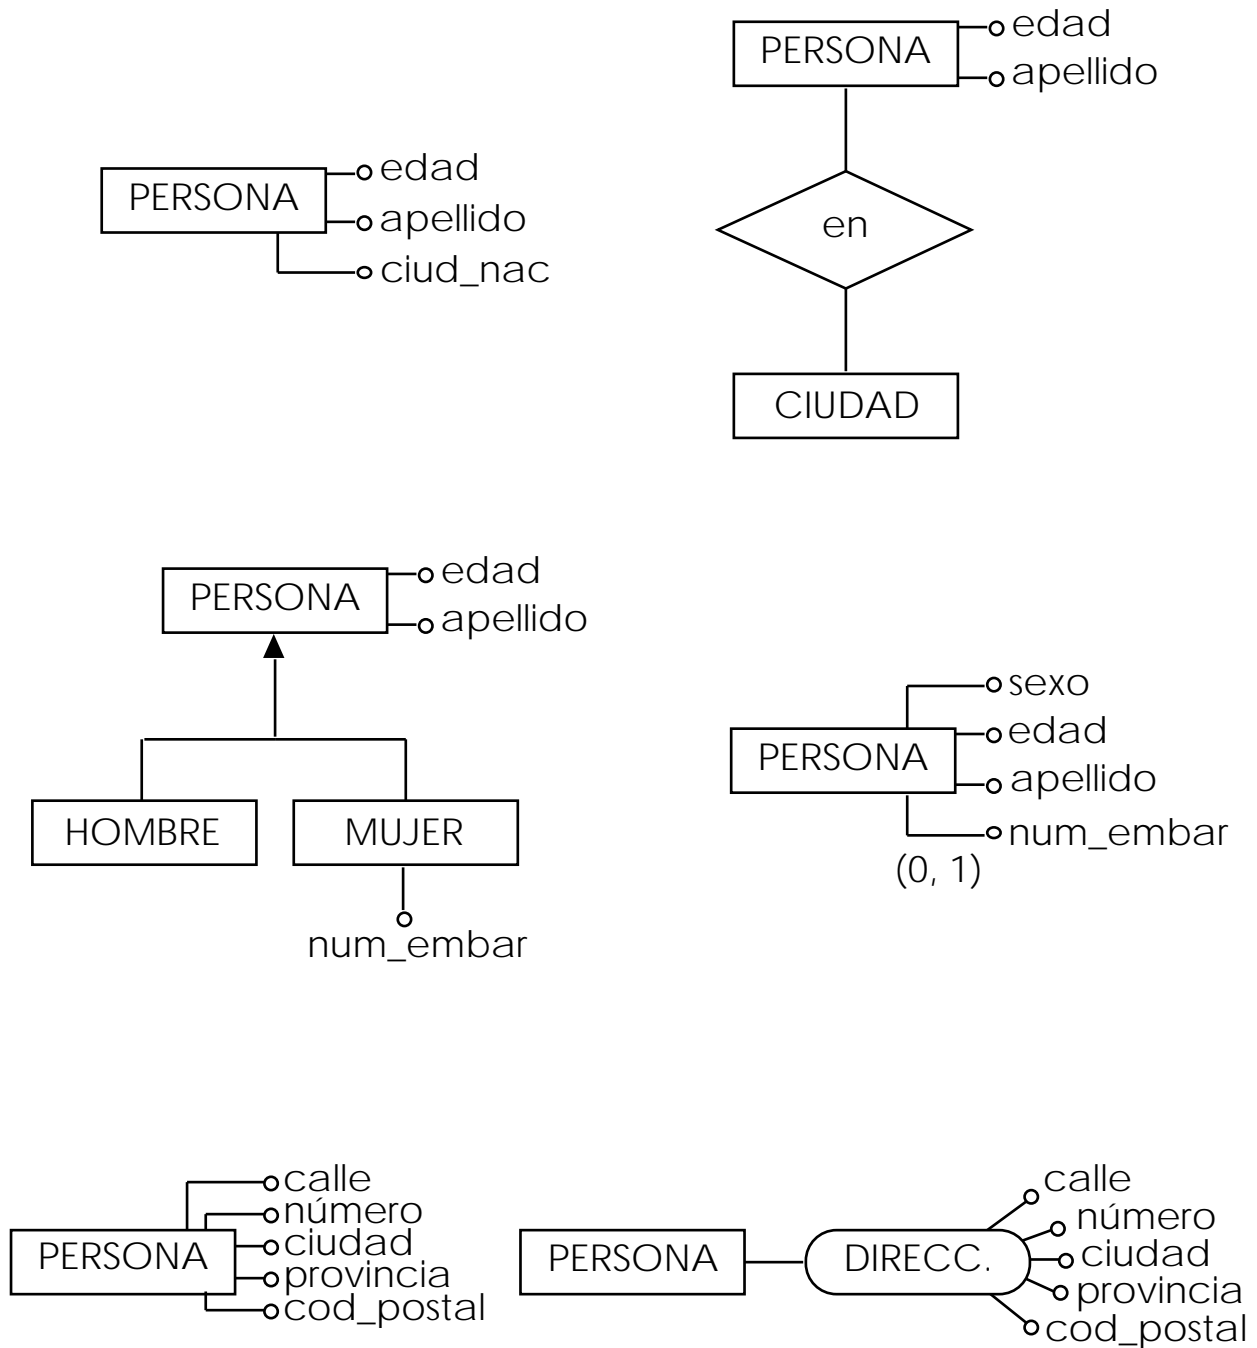 PERSONA
edad
apellido
ciud_nac
PERSONA
edad
apellido
en
CIUDAD
PERSONA
edad
apellido
HOMBRE
MUJER
num_embar
sexo
PERSONA
edad
apellido
num_embar
(0, 1)
calle
número
PERSONA
ciudad
provincia
cod_postal
PERSONA
DIRECC.
calle
número
ciudad
provincia
cod_postal